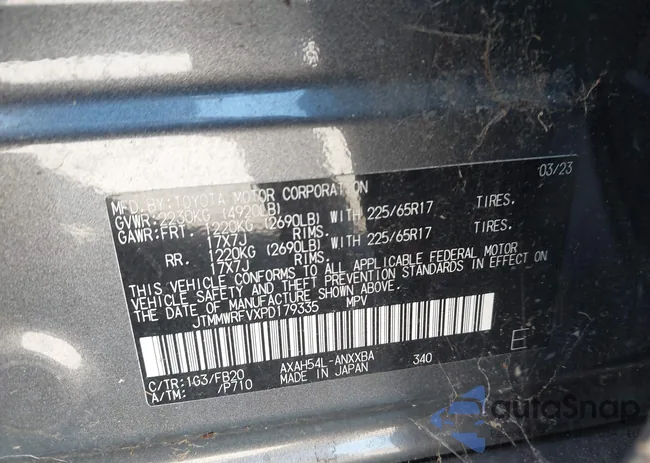 MFD.BY:TOYOTA MOTOR CORPORATION 03/23
GVWR:2230KG (4920LB)
GAWR:FRT. 1220KG (2690LB) WITH 225/65R17 TIRES.
17X7J RIMS.
RR. 1220KG (2690LB) WITH 225/65R17 TIRES.
17X7J RIMS.
THIS VEHICLE CONFORMS TO ALL APPLICABLE FEDERAL MOTOR
VEHICLE SAFETY AND THEFT PREVENTION STANDARDS IN EFFECT ON
THE DATE OF MANUFACTURE SHOWN ABOVE.
JTMMWRFVXPD179335 MPV
C/TR:1G3/FB20 AXAH54L-ANXXBA 340 E
A/TM: /P710 MADE IN JAPAN
autoSnap